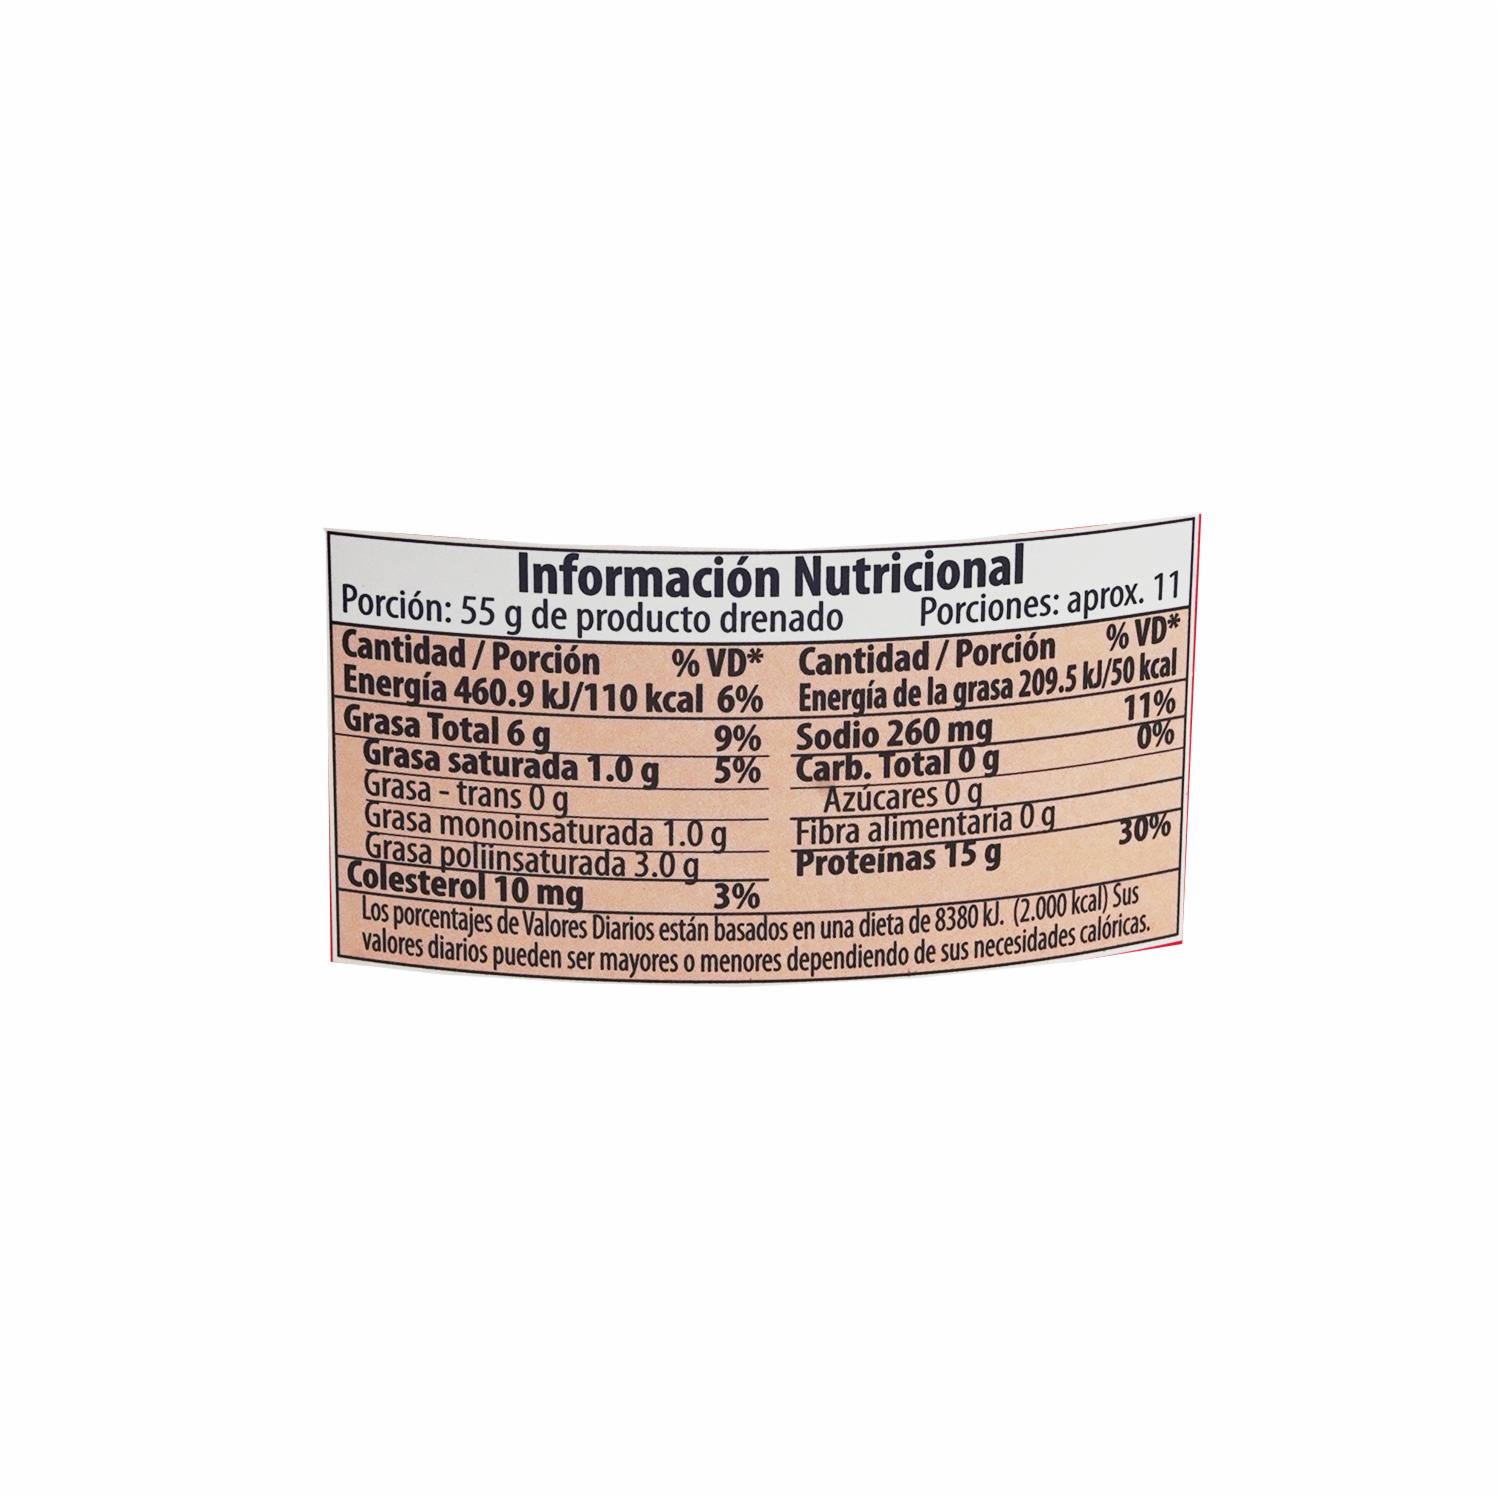 Información Nutricional
Porción: 55 g de producto drenado Porciones: aprox. 11
Cantidad / Porción % VD*
Energía 460.9 kJ/110 kcal 6%
Grasa Total 6 g 9%
Grasa saturada 1.0 g 5%
Grasa - trans 0 g
Grasa monoinsaturada 1.0 g
Grasa poliinsaturada 3.0 g
Colesterol 10 mg 3%
Cantidad / Porción % VD*
Energía de la grasa 209.5 kJ/50 kcal
Sodio 260 mg 11%
Carb. Total 0 g 0%
Azúcares 0 g
Fibra alimentaria 0 g
Proteínas 15 g 30%
Los porcentajes de Valores Diarios están basados en una dieta de 8380 kJ. (2.000 kcal) Sus
valores diarios pueden ser mayores o menores dependiendo de sus necesidades calóricas.